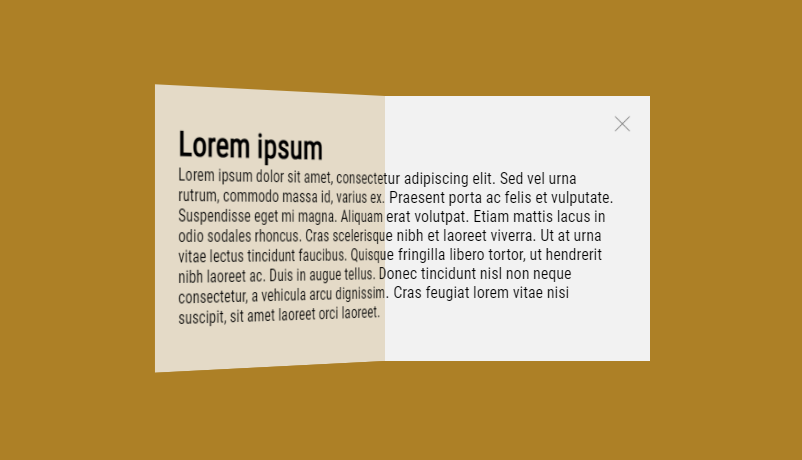 Lorem ipsum
Lorem ipsum dolor sit amet, consectetur adipiscing elit. Sed vel urna
rutrum, commodo massa id, varius ex. Praesent porta ac felis et vulputate.
Suspendisse eget mi magna. Aliquam erat volutpat. Etiam mattis lacus in
odio sodales rhoncus. Cras scelerisque nibh et laoreet viverra. Ut at urna
vitae lectus tincidunt faucibus. Quisque fringilla libero tortor, ut hendrerit
nibh laoreet ac. Duis in augue tellus. Donec tincidunt nisl non neque
consectetur, a vehicula arcu dignissim. Cras feugiat lorem vitae nisi
suscipit, sit amet laoreet orci laoreet.